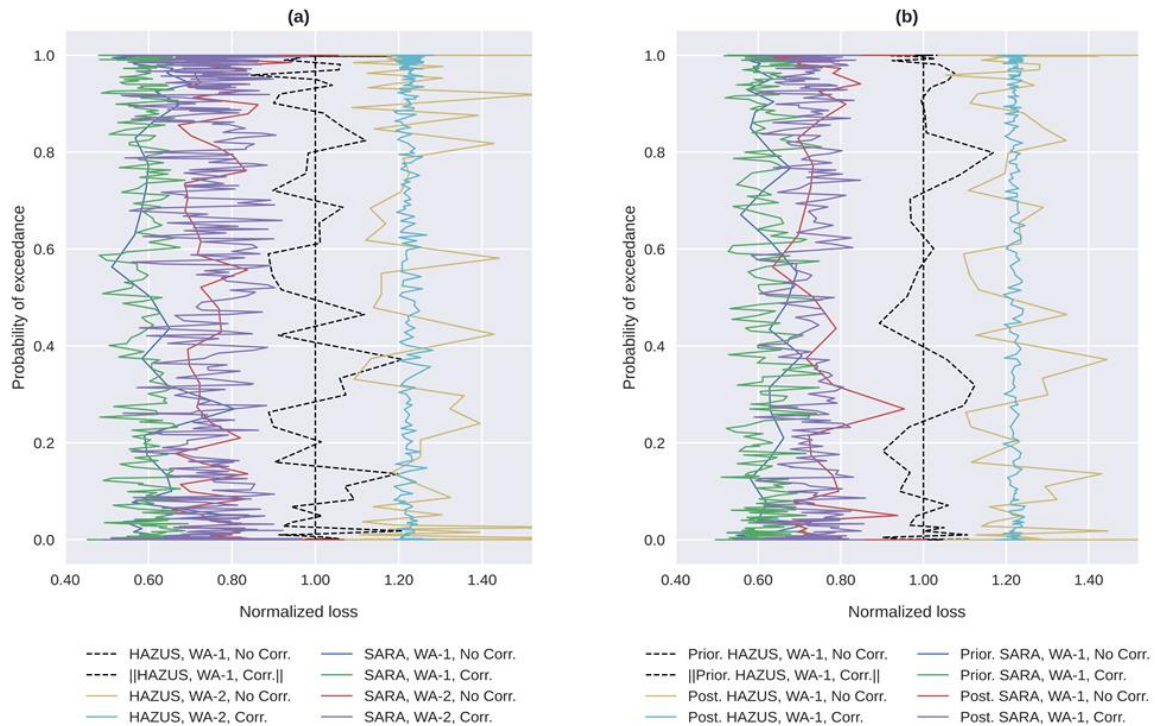 (a)
(b)
1.0
0.8
0.6
0.4
0.2
0.0
Probability of exceedance
0.40 0.60 0.80 1.00 1.20 1.40
Normalized loss
1.0
0.8
0.6
0.4
0.2
0.0
Probability of exceedance
0.40 0.60 0.80 1.00 1.20 1.40
Normalized loss
HAZUS, WA-1, No Corr.
||HAZUS, WA-1, Corr.||
HAZUS, WA-2, No Corr.
HAZUS, WA-2, Corr.
SARA, WA-1, No Corr.
SARA, WA-1, Corr.
SARA, WA-2, No Corr.
SARA, WA-2, Corr.
Prior. HAZUS, WA-1, No Corr.
||Prior. HAZUS, WA-1, Corr.||
Post. HAZUS, WA-1, No Corr.
Post. HAZUS, WA-1, Corr.
Prior. SARA, WA-1, No Corr.
Prior. SARA, WA-1, Corr.
Post. SARA, WA-1, No Corr.
Post. SARA, WA-1, Corr.